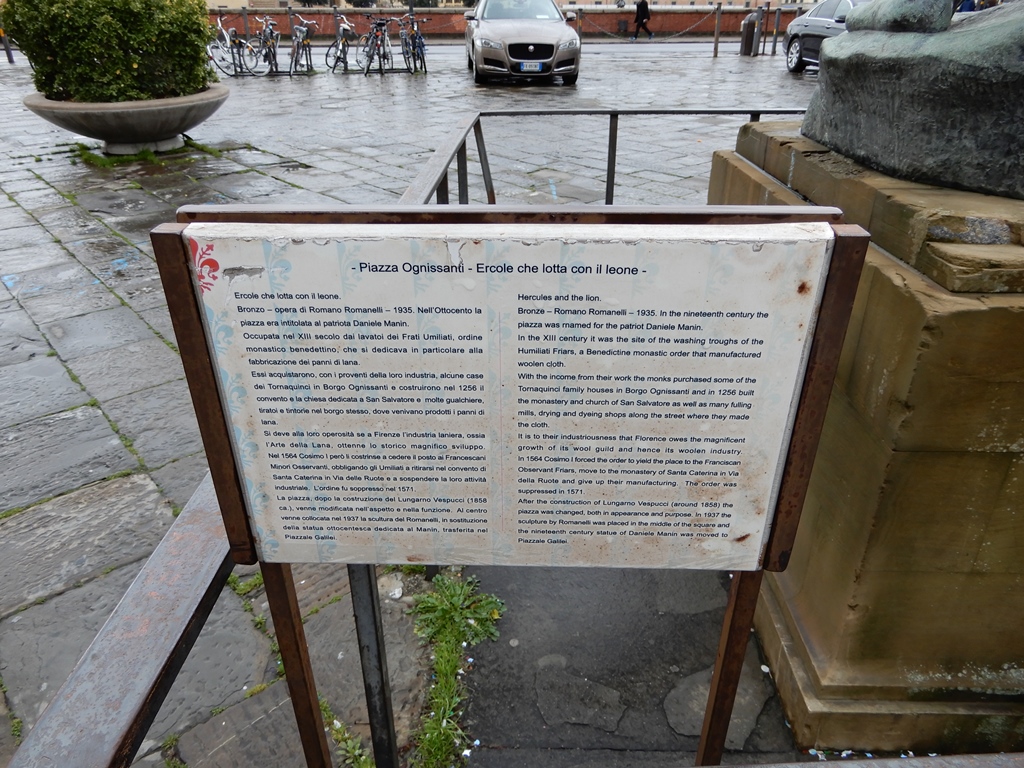 - Piazza Ognissanti - Ercole che lotta con il leone -
Ercole che lotta con il leone.
Bronzo – opera di Romano Romanelli – 1935. Nell'Ottocento la
piazza era intitolata al patriota Daniele Manin.
Occupata nel XIII secolo dai lavatoi dei Frati Umiliati, ordine
monastico benedettino, che si dedicava in particolare alla
fabbricazione dei panni di lana.
Essi acquistarono, con i proventi della loro industria, alcune case
dei Tornaquinci in Borgo Ognissanti e costruirono nel 1256 il
convento e la chiesa dedicata a San Salvatore e molte gualchiere,
tiratoi e tintorie nel borgo stesso, dove venivano prodotti i panni di
lana.
Si deve alla loro operosità se a Firenze l'industria laniera, ossia
l'Arte della Lana, ottenne lo storico magnifico sviluppo.
Nel 1564 Cosimo I però li costrinse a cedere il posto ai Francescani
Minori Osservanti, obbligando gli Umiliati a ritirarsi nel convento di
Santa Caterina in Via delle Ruote e a sospendere la loro attività
industriale. L'ordine fu soppresso nel 1571.
La piazza, dopo la costruzione del Lungarno Vespucci (1858
ca.), venne modificata nell'aspetto e nella funzione. Al centro
venne collocata nel 1937 la scultura del Romanelli, in sostituzione
della statua ottocentesca dedicata al Manin, trasferita nel
Piazzale Galilei.
Hercules and the lion.
Bronze – Romano Romanelli – 1935. In the nineteenth century the
piazza was mamed for the patriot Daniele Manin.
In the XIII century it was the site of the washing troughs of the
Humiliati Friars, a Benedictine monastic order that manufactured
woolen cloth.
With the income from their work the monks purchased some of the
Tornaquinci family houses in Borgo Ognissanti and in 1256 built
the monastery and church of San Salvatore as well as many fulling
mills, drying and dyeing shops along the street where they made
the cloth.
It is to their industriousness that Florence owes the magnificent
growth of its wool guild and hence its woolen industry.
In 1564 Cosimo I forced the order to yield the place to the Franciscan
Observant Friars, move to the monastery of Santa Caterina in Via
della Ruote and give up their manufacturing. The order was
suppressed in 1571.
After the construction of Lungarno Vespucci (around 1858) the
piazza was changed, both in appearance and purpose. In 1937 the
sculpture by Romanelli was placed in the middle of the square and
the nineteenth century statue of Daniele Manin was moved to
Piazzale Galilei.